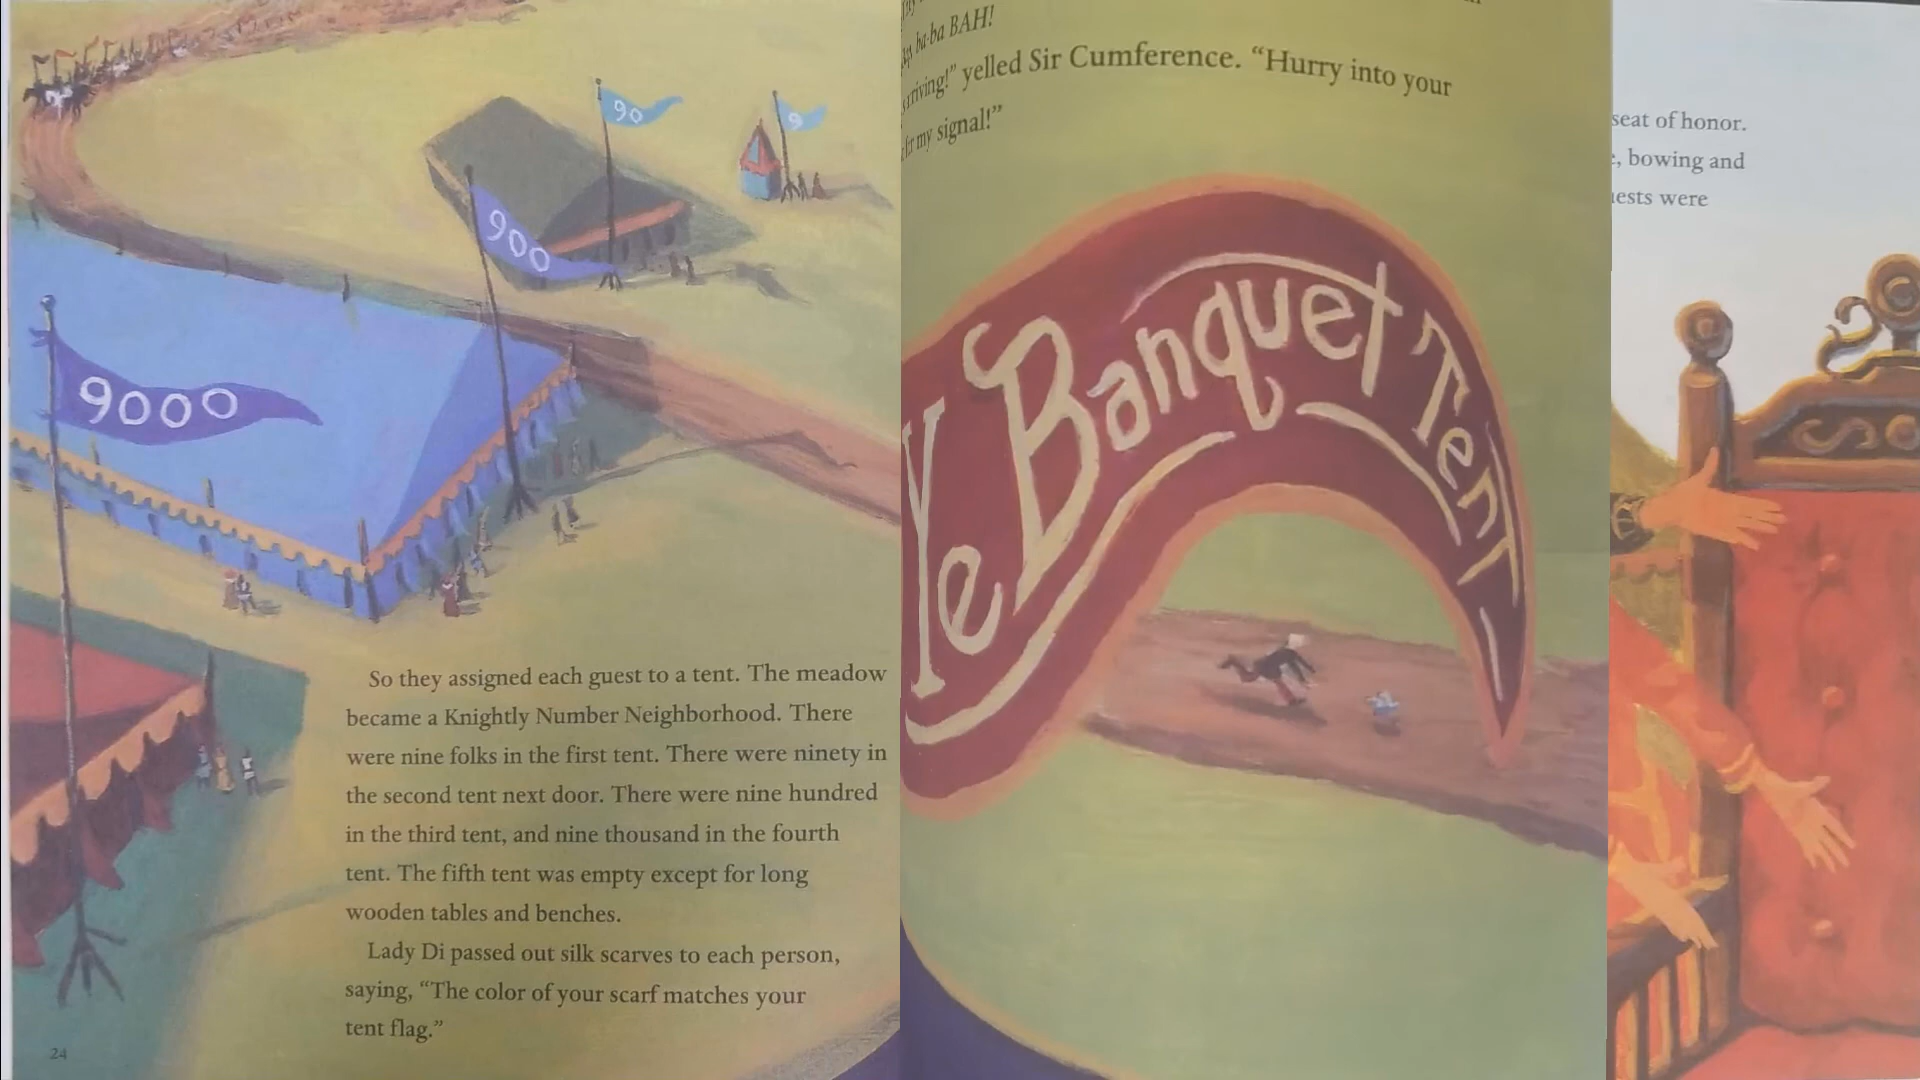 90
9
900
9000
So they assigned each guest to a tent. The meadow
became a Knightly Number Neighborhood. There
were nine folks in the first tent. There were ninety in
the second tent next door. There were nine hundred
in the third tent, and nine thousand in the fourth
tent. The fifth tent was empty except for long
wooden tables and benches.
Lady Di passed out silk scarves to each person,
saying, “The color of your scarf matches your
tent flag.”
24
ba-ba BAH!
yelled Sir Cumference. “Hurry into your
my signal!”
Ye Banquet Tent
seat of honor.
bowing and
were